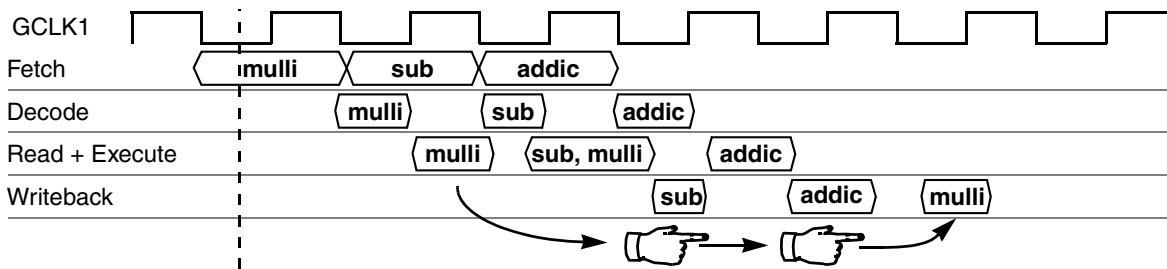 GCLK1
Fetch mulli sub addic
Decode mulli sub addic
Read + Execute mulli sub, mulli addic
Writeback sub addic mulli